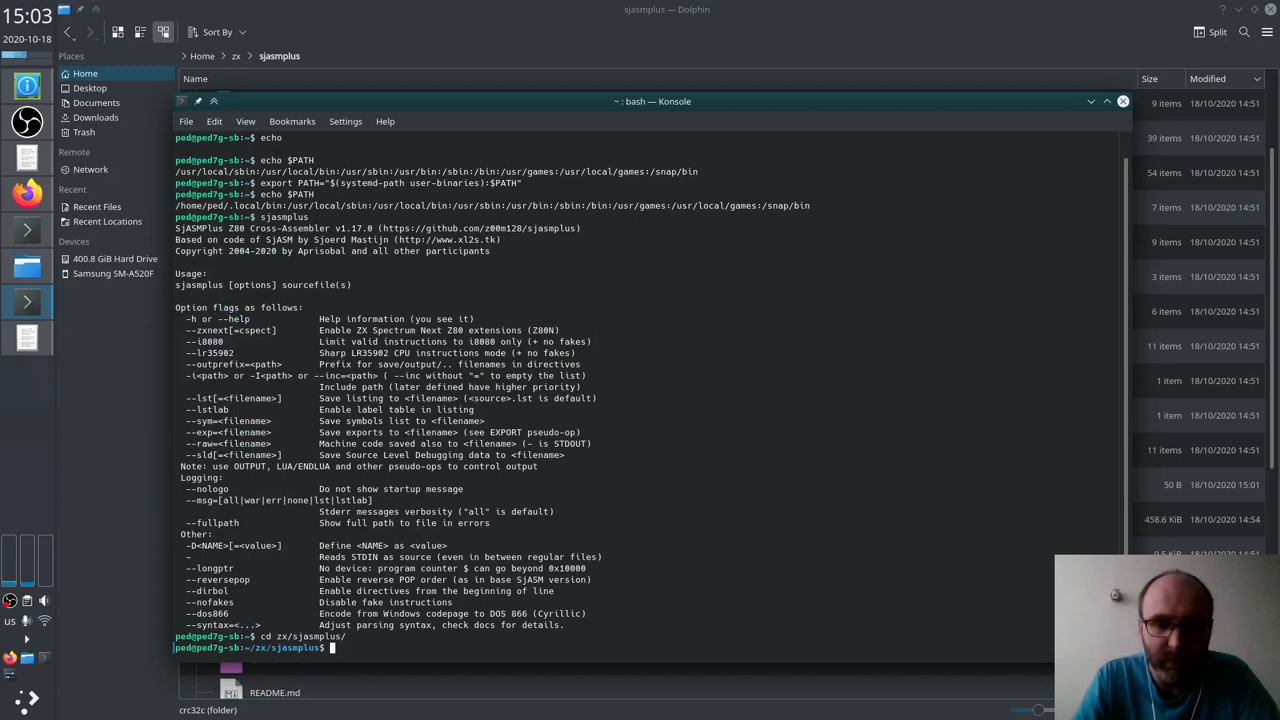 15:03
2020-10-18
sjasmplus — Dolphin
Sort By
Split
Places
Home
Desktop
Documents
Downloads
Trash
Remote
Network
Recent
Recent Files
Recent Locations
Devices
400.8 GiB Hard Drive
Samsung SM-A520F
us
Home zx sjasmplus
Name Size Modified
9 items 18/10/2020 14:51
39 items 18/10/2020 14:51
54 items 18/10/2020 14:51
7 items 18/10/2020 14:51
9 items 18/10/2020 14:51
3 items 18/10/2020 14:51
6 items 18/10/2020 14:51
11 items 18/10/2020 14:51
1 item 18/10/2020 14:51
1 item 18/10/2020 14:51
11 items 18/10/2020 14:51
50 B 18/10/2020 15:01
458.6 KiB 18/10/2020 14:54
~ : bash — Konsole
File Edit View Bookmarks Settings Help
ped@ped7g-sb:~$ echo
ped@ped7g-sb:~$ echo $PATH
/usr/local/sbin:/usr/local/bin:/usr/sbin:/usr/bin:/sbin:/bin:/usr/games:/usr/local/games:/snap/bin
ped@ped7g-sb:~$ export PATH="$(systemd-path user-binaries):$PATH"
ped@ped7g-sb:~$ echo $PATH
/home/ped/.local/bin:/usr/local/sbin:/usr/local/bin:/usr/sbin:/usr/bin:/sbin:/bin:/usr/games:/usr/local/games:/snap/bin
ped@ped7g-sb:~$ sjasmplus
SjASMPlus Z80 Cross-Assembler v1.17.0 (https://github.com/z00m128/sjasmplus)
Based on code of SjASM by Sjoerd Mastijn (http://www.xl2s.tk)
Copyright 2004-2020 by Aprisobal and all other participants
Usage:
sjasmplus [options] sourcefile(s)
Option flags as follows:
-h or --help Help information (you see it)
--zxnext[=cspect] Enable ZX Spectrum Next Z80 extensions (Z80N)
--i8080 Limit valid instructions to i8080 only (+ no fakes)
--lr35902 Sharp LR35902 CPU instructions mode (+ no fakes)
--outprefix=<path> Prefix for save/output/.. filenames in directives
-i<path> or -I<path> or --inc=<path> ( --inc without "=" to empty the list)
Include path (later defined have higher priority)
--lst[=<filename>] Save listing to <filename> (<source>.lst is default)
--lstlab Enable label table in listing
--sym=<filename> Save symbols list to <filename>
--exp=<filename> Save exports to <filename> (see EXPORT pseudo-op)
--raw=<filename> Machine code saved also to <filename> (- is STDOUT)
--sld[=<filename>] Save Source Level Debugging data to <filename>
Note: use OUTPUT, LUA/ENDLUA and other pseudo-ops to control output
Logging:
--nologo Do not show startup message
--msg=[all|war|err|none|lst|lstlab]
Stderr messages verbosity ("all" is default)
--fullpath Show full path to file in errors
Other:
-D<NAME>[=<value>] Define <NAME> as <value>
- Reads STDIN as source (even in between regular files)
--longptr No device: program counter $ can go beyond 0x10000
--reversepop Enable reverse POP order (as in base SjASM version)
--dirbol Enable directives from the beginning of line
--nofakes Disable fake instructions
--dos866 Encode from Windows codepage to DOS 866 (Cyrillic)
--syntax=<...> Adjust parsing syntax, check docs for details.
ped@ped7g-sb:~$ cd zx/sjasmplus/
ped@ped7g-sb:~/zx/sjasmplus$
README.md
crc32c (folder)